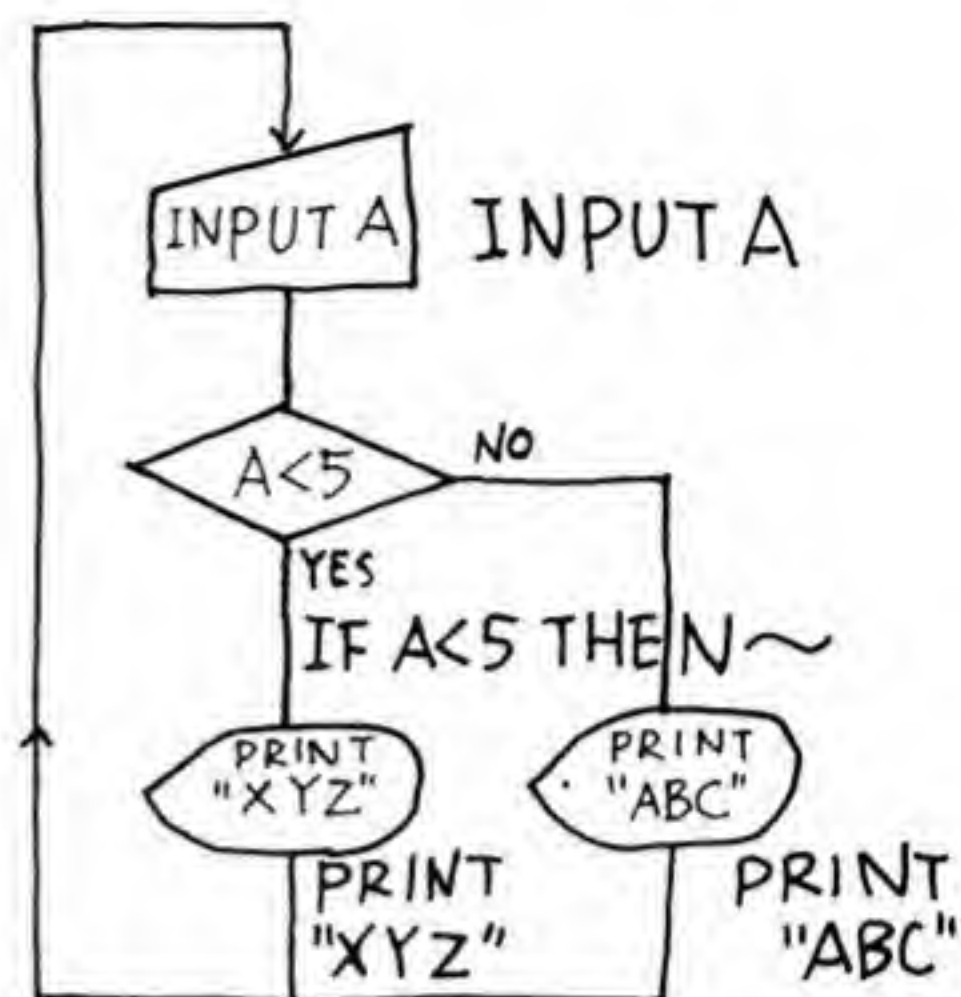 INPUT A
INPUT A
A<5
NO
YES
IF A<5 THEN~
PRINT
"XYZ"
PRINT
"ABC"
PRINT
"XYZ"
PRINT
"ABC"